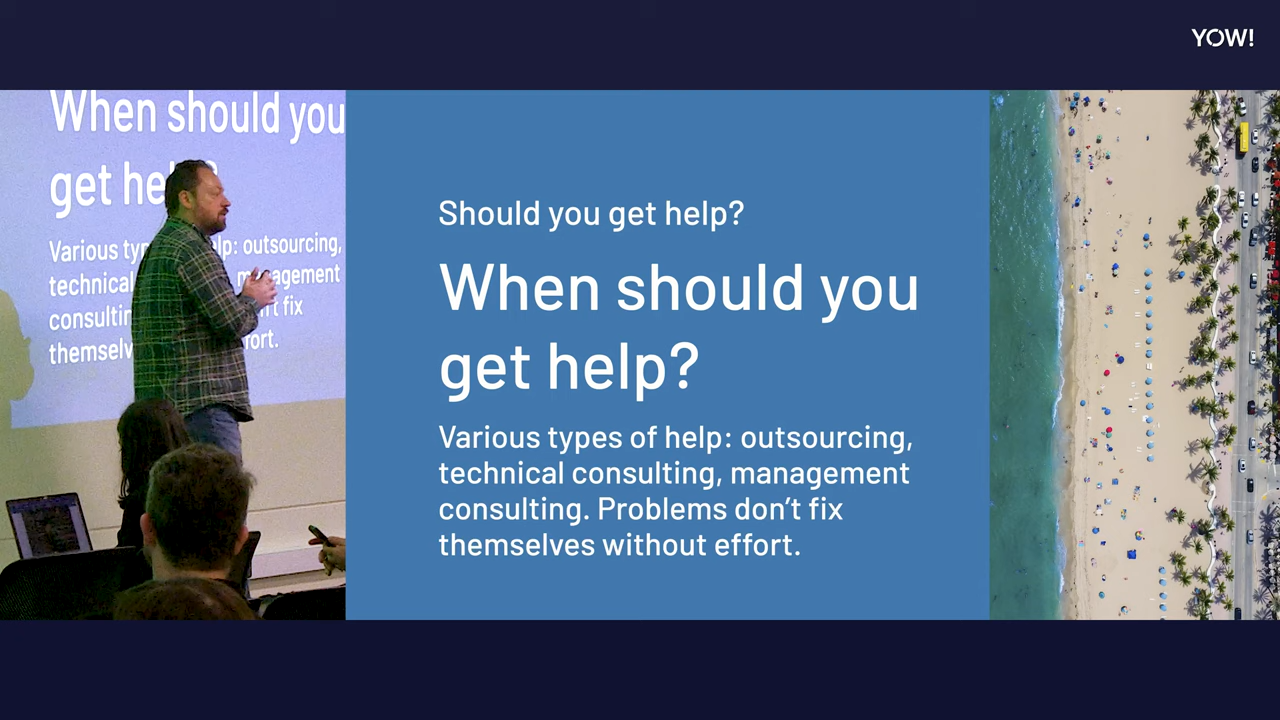 YOW!
When should you
get he
Various typ lp: outsourcing,
technical management
consultin n't fix
themselv fort.
Should you get help?
When should you
get help?
Various types of help: outsourcing,
technical consulting, management
consulting. Problems don't fix
themselves without effort.